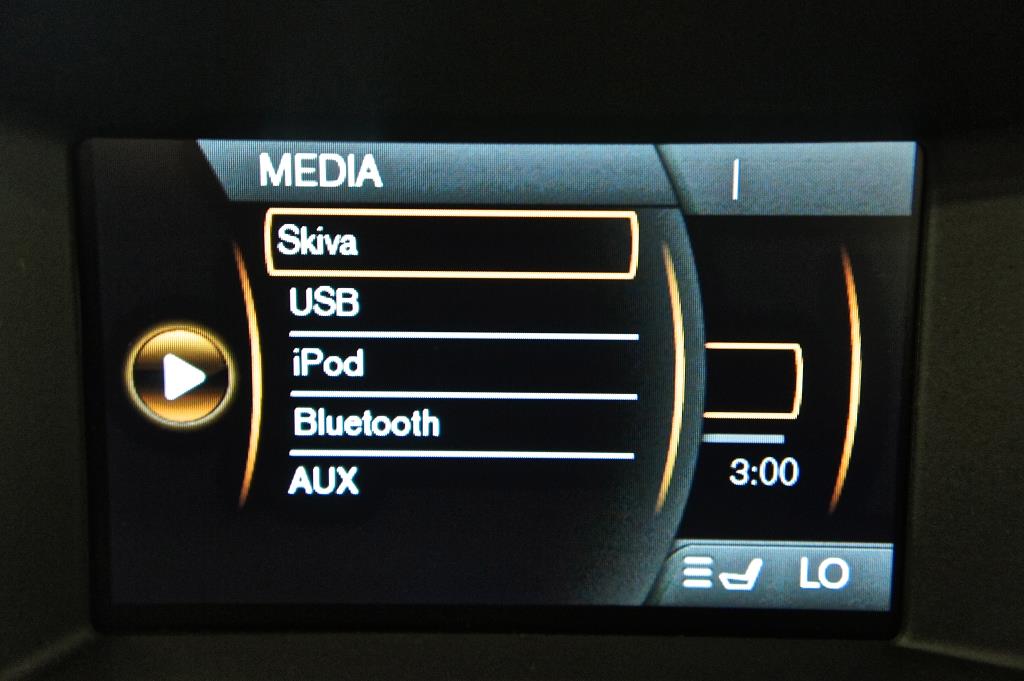 MEDIA
Skiva
USB
iPod
Bluetooth
AUX
3:00
LO